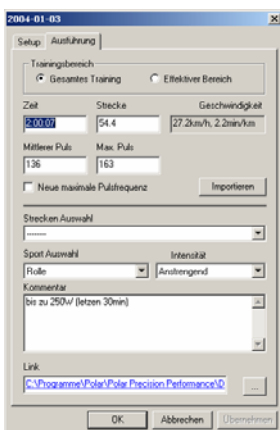 2004-01-03
Setup Ausführung
Trainingsbereich
Gesamtes Training Effektiver Bereich
Zeit Strecke Geschwindigkeit
2:00:07 54.4 27.2km/h, 2.2min/km
Mittlerer Puls Max. Puls
136 163
Neue maximale Pulsfrequenz Importieren
Strecken Auswahl
-------
Sport Auswahl Intensität
Rolle Anstrengend
Kommentar
bis zu 250W (letzen 30min)
Link
C:\Programme\Polar\Polar Precision Performance\D ...
OK Abbrechen Übernehmen